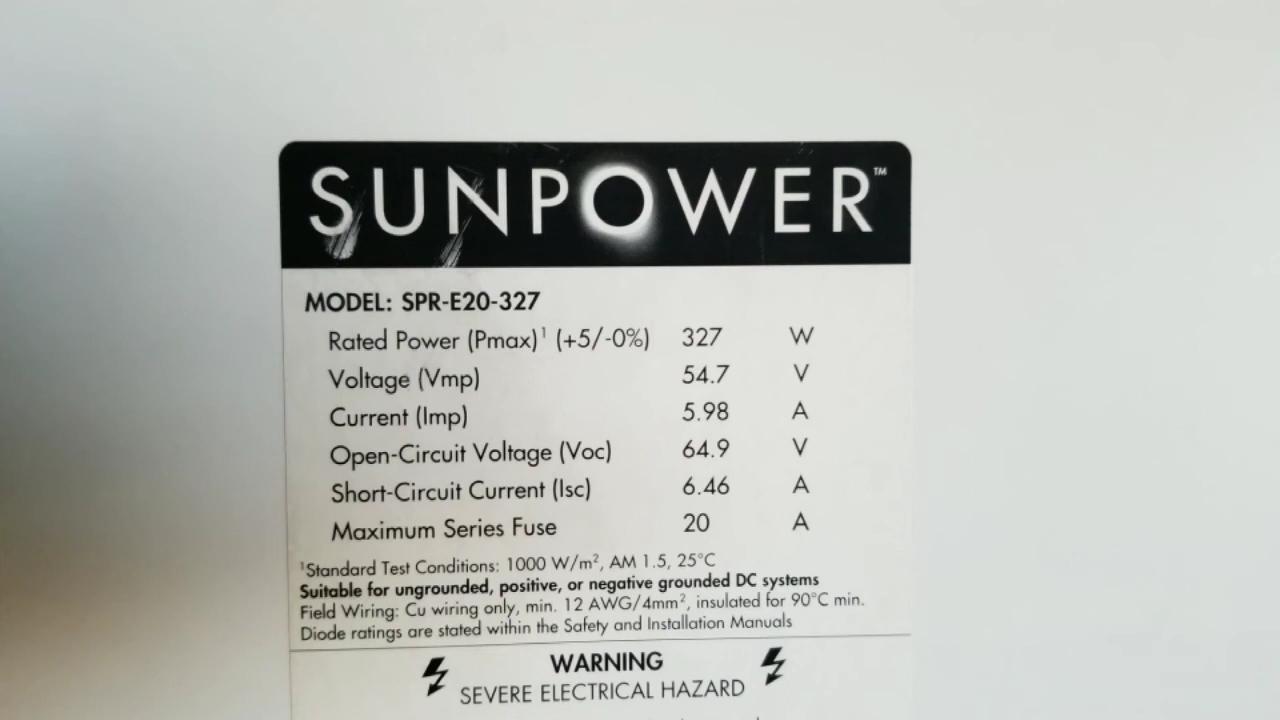 SUNPOWER™
MODEL: SPR-E20-327
Rated Power (Pmax)¹ (+5/-0%) 327 W
Voltage (Vmp) 54.7 V
Current (Imp) 5.98 A
Open-Circuit Voltage (Voc) 64.9 V
Short-Circuit Current (Isc) 6.46 A
Maximum Series Fuse 20 A
¹Standard Test Conditions: 1000 W/m², AM 1.5, 25°C
Suitable for ungrounded, positive, or negative grounded DC systems
Field Wiring: Cu wiring only, min. 12 AWG/4mm², insulated for 90°C min.
Diode ratings are stated within the Safety and Installation Manuals
WARNING
SEVERE ELECTRICAL HAZARD